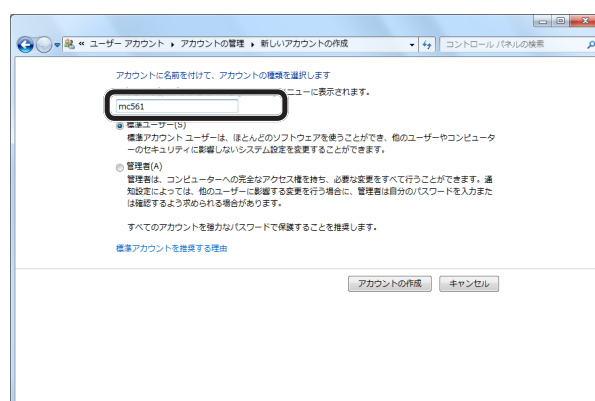 « ユーザー アカウント ▸ アカウントの管理 ▸ 新しいアカウントの作成
コントロール パネルの検索
アカウントに名前を付けて、アカウントの種類を選択します
ニューに表示されます。
mc561
標準ユーザー(S)
標準アカウント ユーザーは、ほとんどのソフトウェアを使うことができ、他のユーザーやコンピュータ
ーのセキュリティに影響しないシステム設定を変更することができます。
管理者(A)
管理者は、コンピューターへの完全なアクセス権を持ち、必要な変更をすべて行うことができます。通
知設定によっては、他のユーザーに影響する変更を行う場合に、管理者は自分のパスワードを入力また
は確認するよう求められる場合があります。
すべてのアカウントを強力なパスワードで保護することを推奨します。
標準アカウントを推奨する理由
アカウントの作成
キャンセル